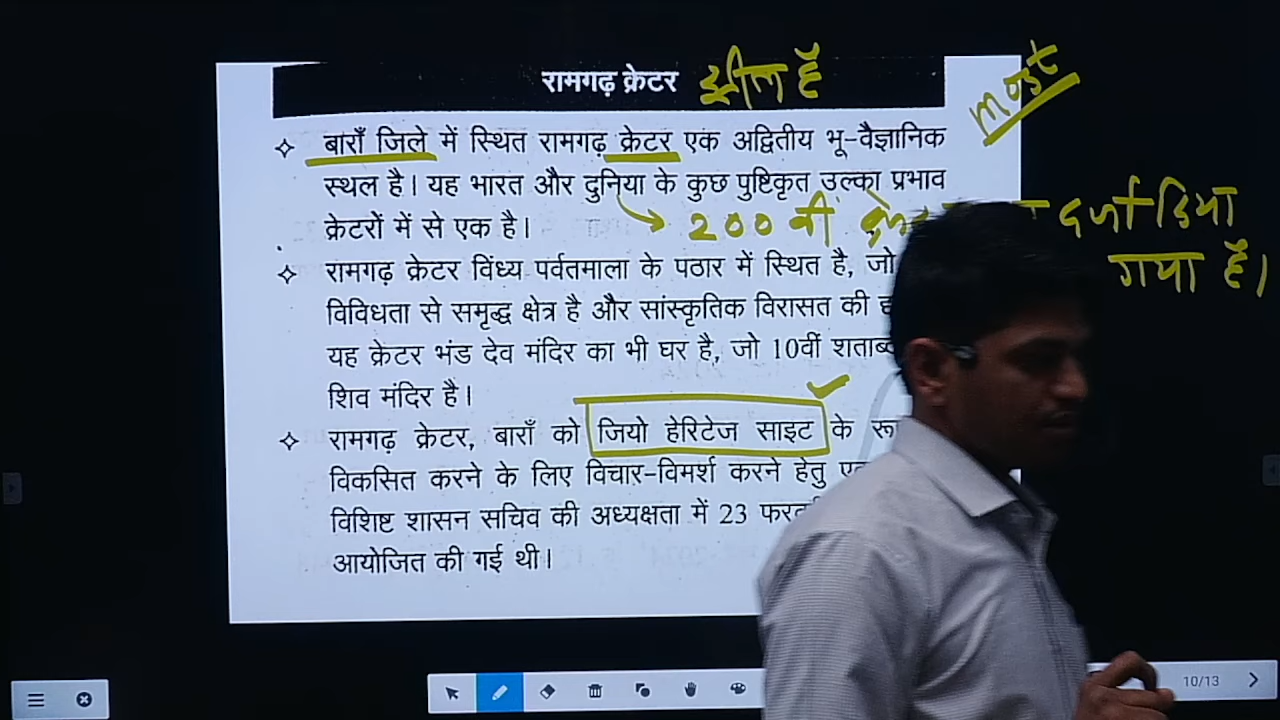 रामगढ़ क्रेटर झील है
most
बाराँ जिले में स्थित रामगढ़ क्रेटर एक अद्वितीय भू-वैज्ञानिक
स्थल है। यह भारत और दुनिया के कुछ पुष्टिकृत उल्का प्रभाव
क्रेटरों में से एक है।
200 वी दर्जा दिया
गया है।
रामगढ़ क्रेटर विंध्य पर्वतमाला के पठार में स्थित है, जो
विविधता से समृद्ध क्षेत्र है और सांस्कृतिक विरासत की
यह क्रेटर भंड देव मंदिर का भी घर है, जो 10वीं
शिव मंदिर है।
रामगढ़ क्रेटर, बाराँ को जियो हेरिटेज साइट के
विकसित करने के लिए विचार-विमर्श करने हेतु
विशिष्ट शासन सचिव की अध्यक्षता में 23
आयोजित की गई थी।
10/13